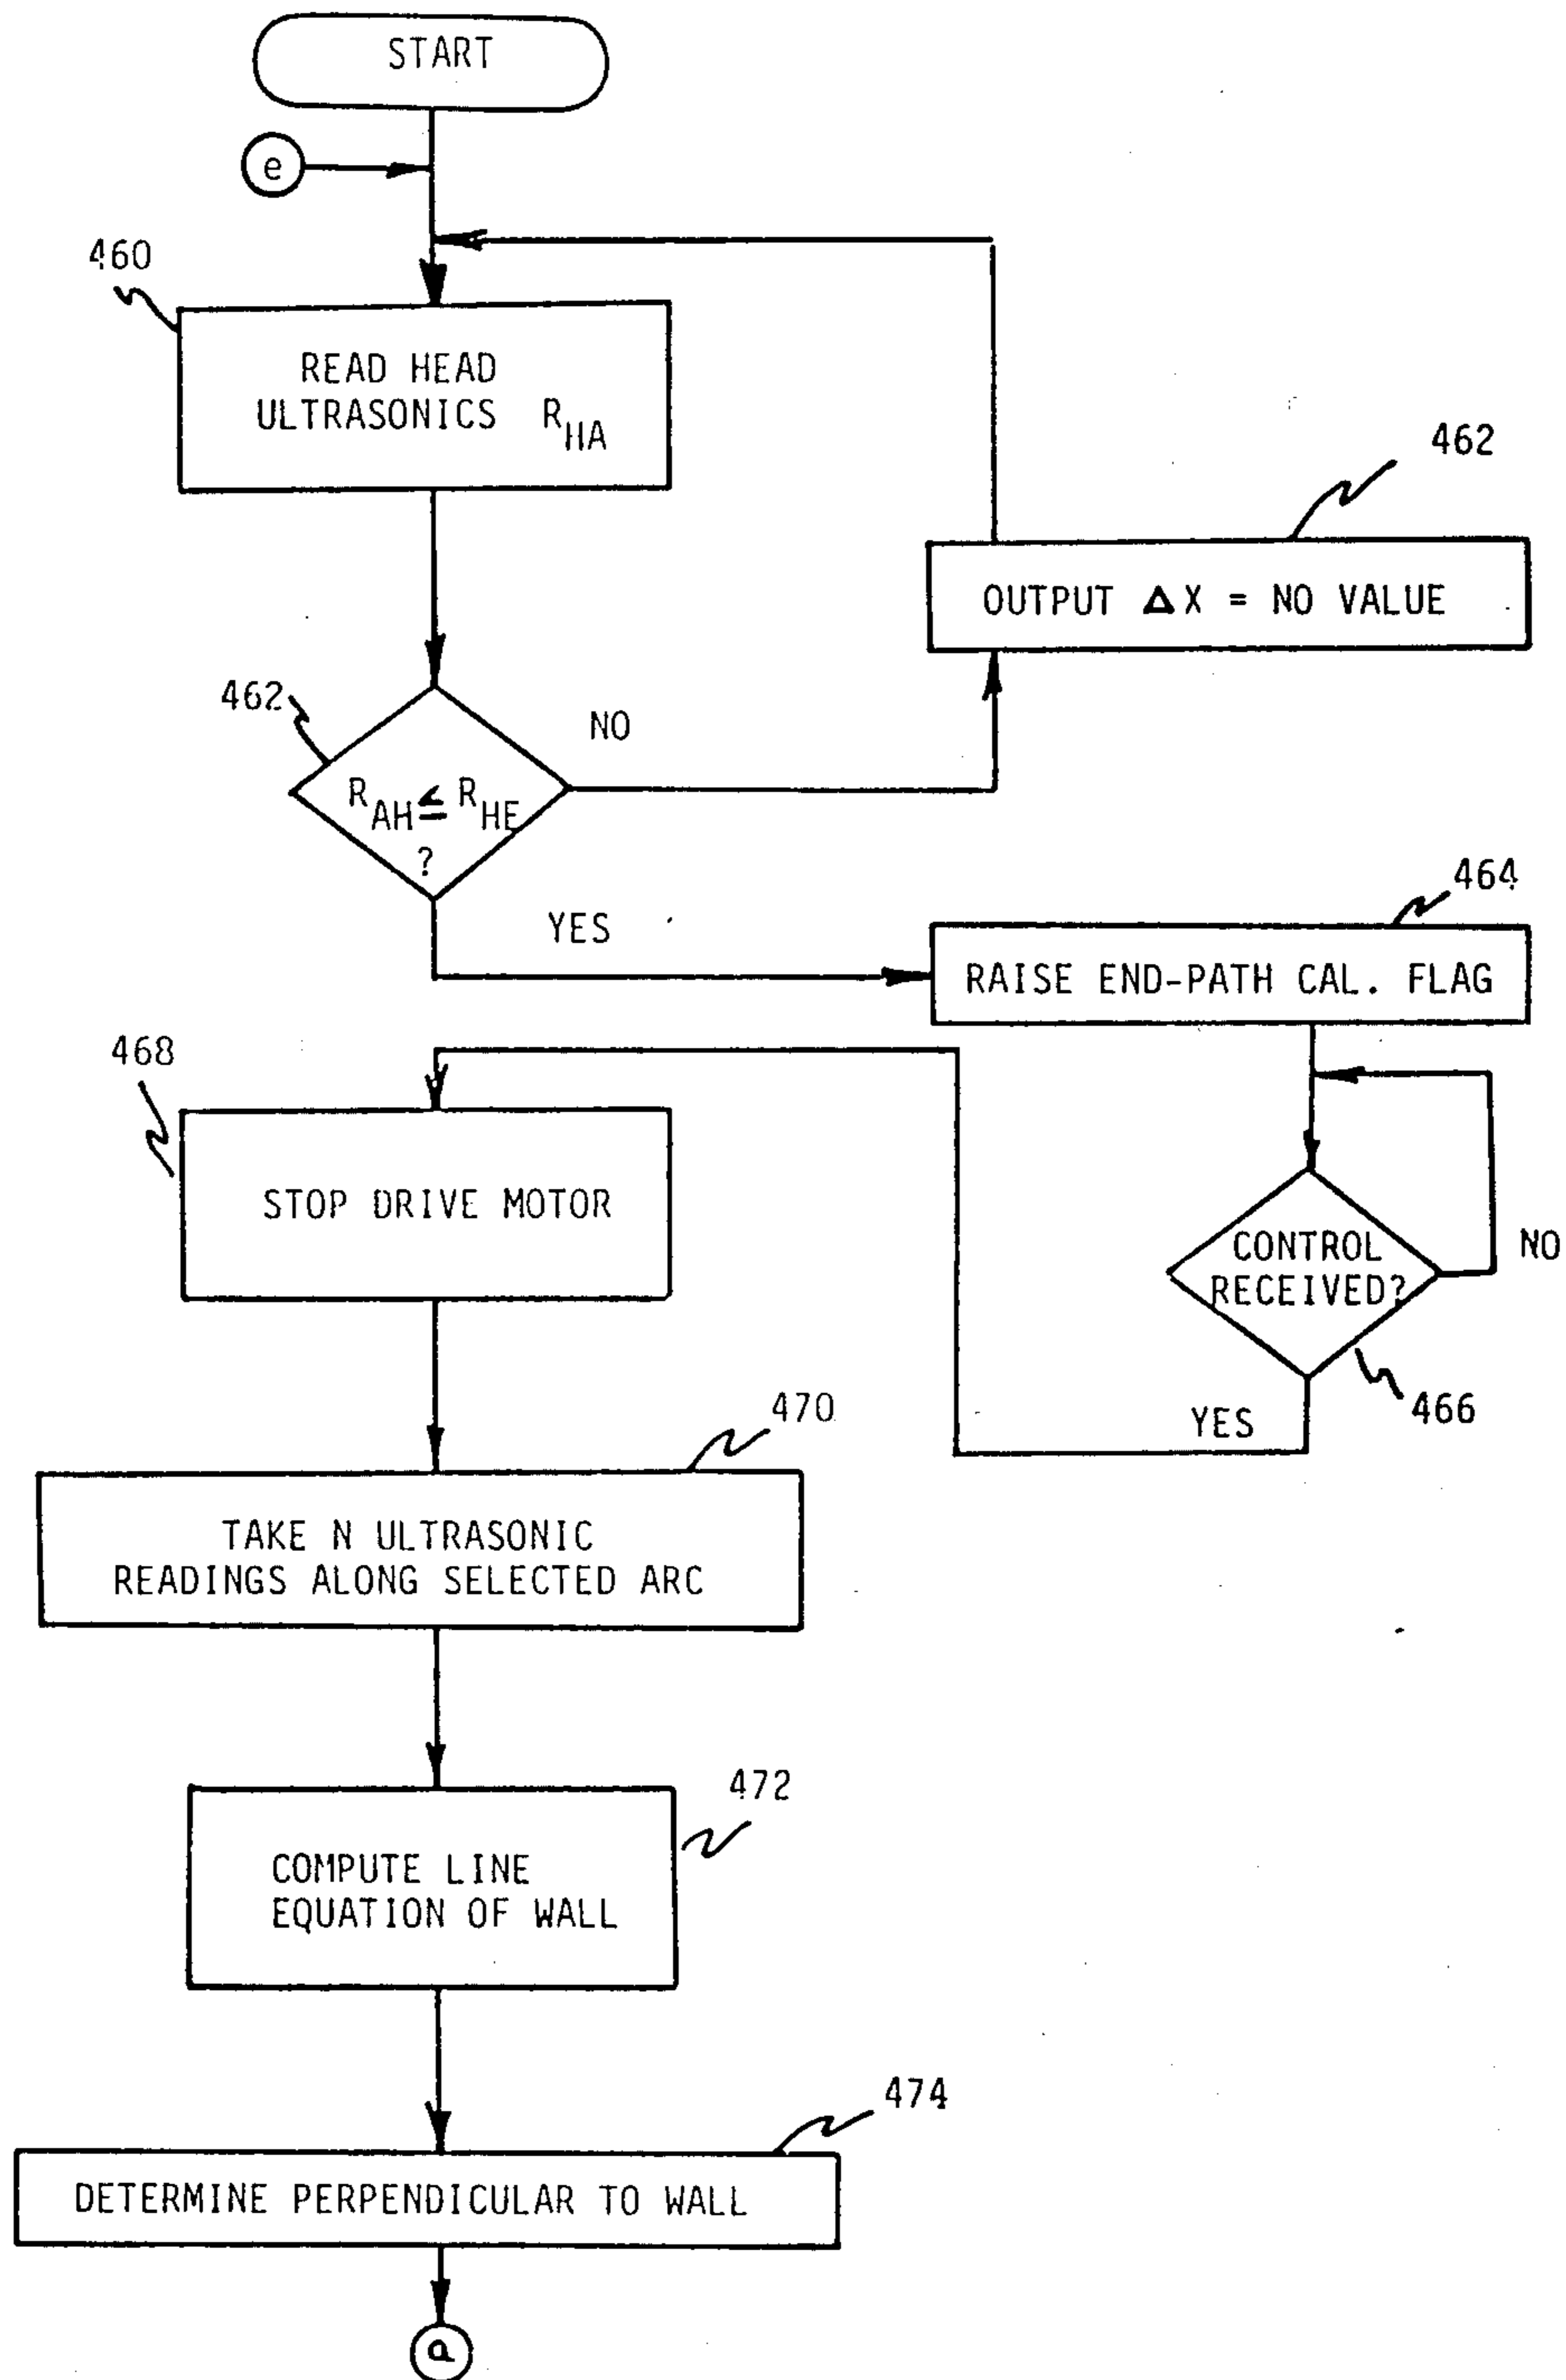 START
e
460
READ HEAD
ULTRASONICS R_HA
462
OUTPUT ΔX = NO VALUE
462
NO
R_AH ≤ R_HE
?
YES
464
RAISE END-PATH CAL. FLAG
468
STOP DRIVE MOTOR
CONTROL
RECEIVED?
NO
466
YES
470
TAKE N ULTRASONIC
READINGS ALONG SELECTED ARC
472
COMPUTE LINE
EQUATION OF WALL
474
DETERMINE PERPENDICULAR TO WALL
a